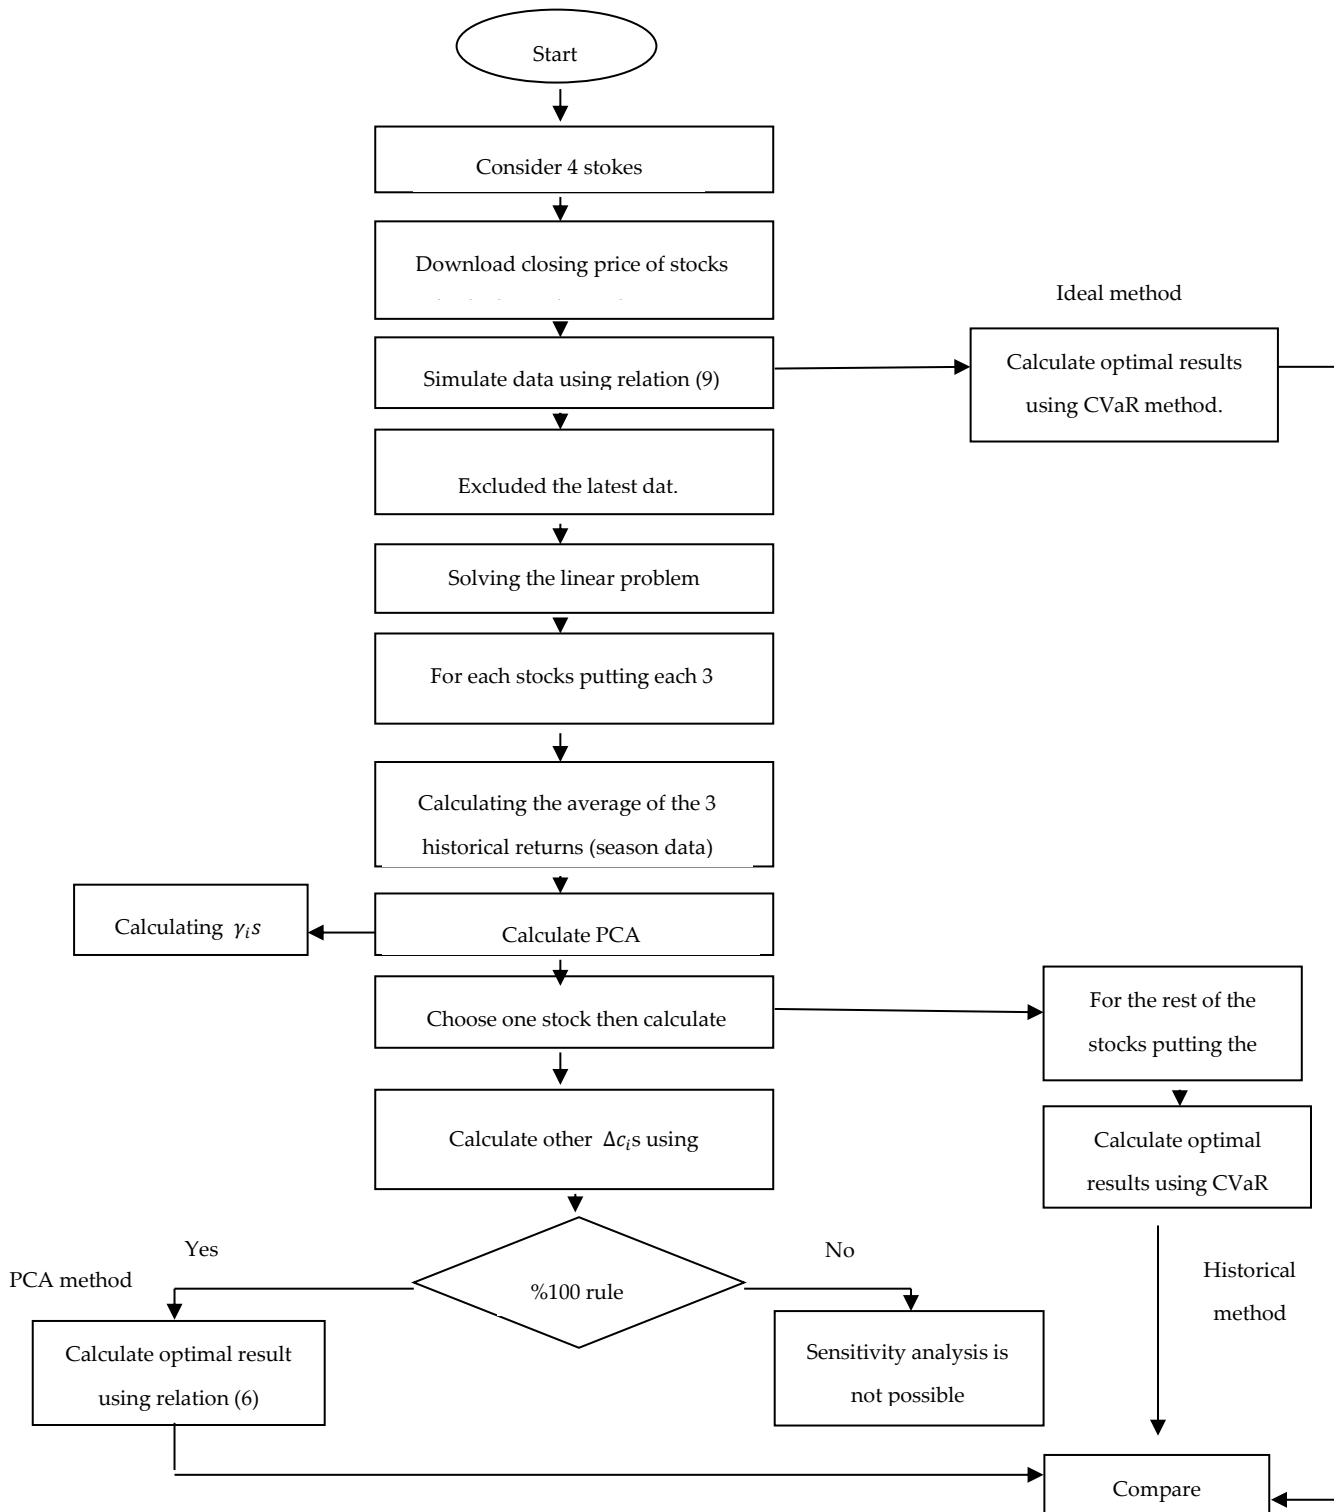 Start
Consider 4 stokes
Download closing price of stocks
Ideal method
Simulate data using relation (9)
Calculate optimal results
using CVaR method.
Excluded the latest dat.
Solving the linear problem
For each stocks putting each 3
Calculating the average of the 3
historical returns (season data)
Calculating γᵢs
Calculate PCA
Choose one stock then calculate
For the rest of the
stocks putting the
Calculate other Δcᵢs using
Calculate optimal
results using CVaR
Yes
No
PCA method
%100 rule
Historical
method
Calculate optimal result
using relation (6)
Sensitivity analysis is
not possible
Compare